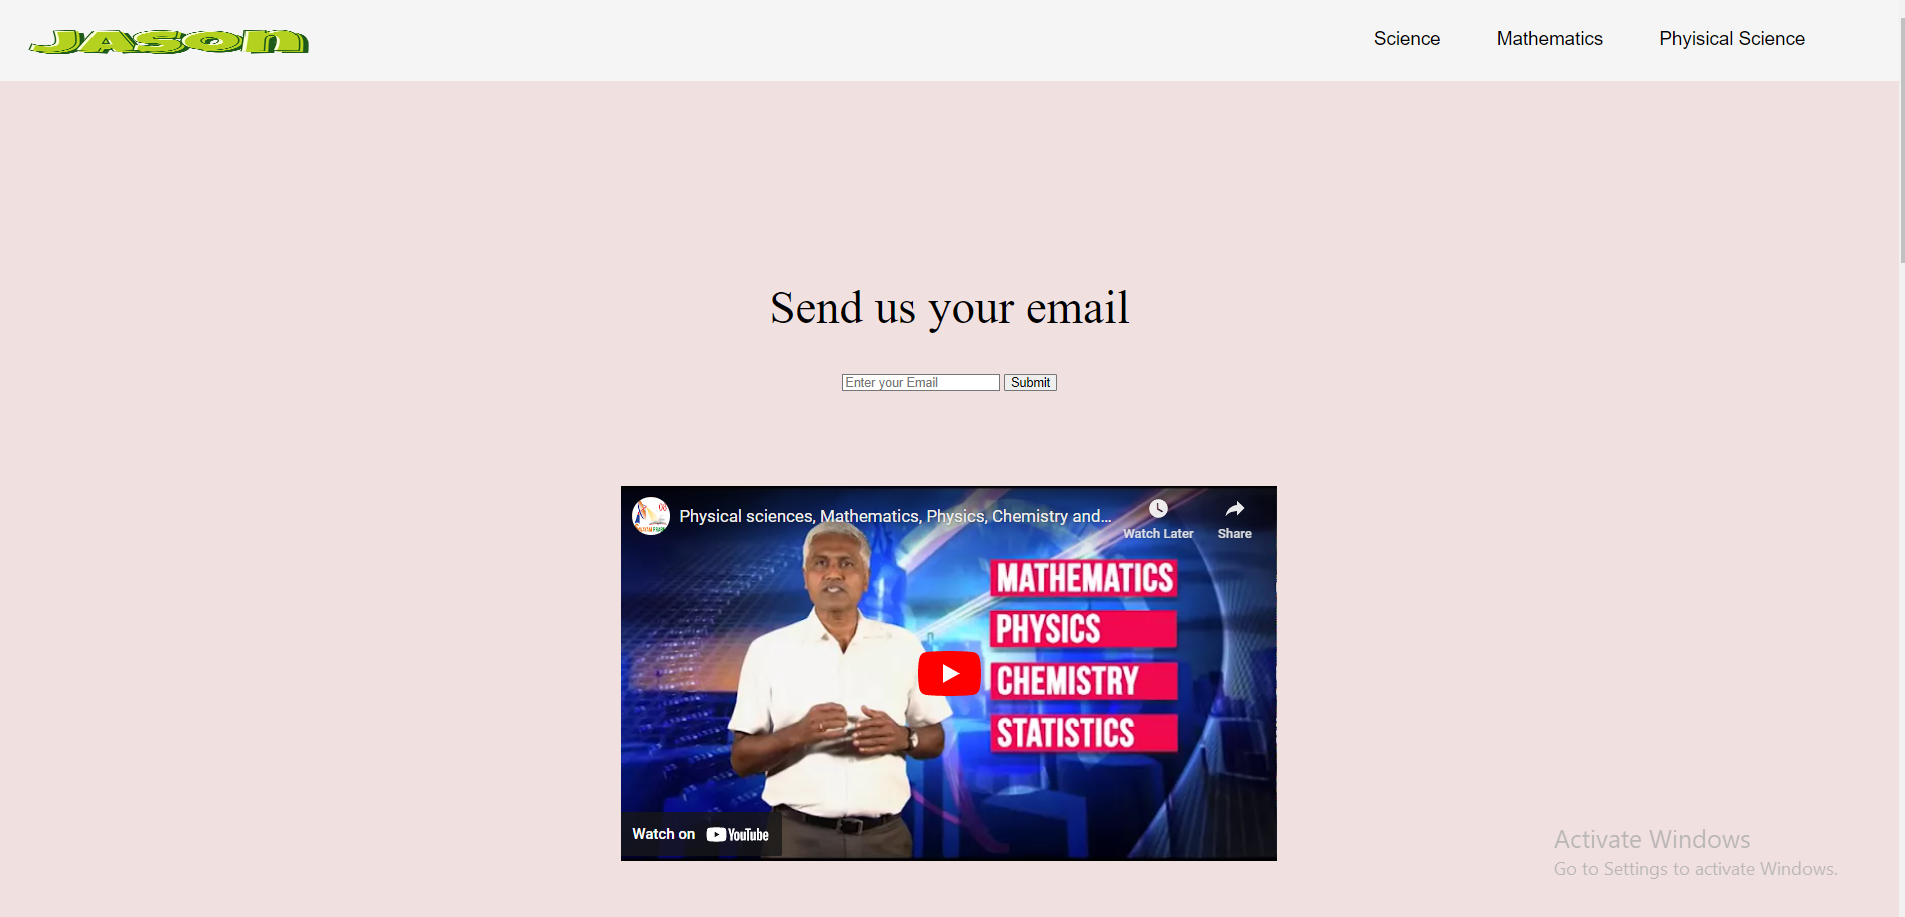 JASON
Science
Mathematics
Phyisical Science
Send us your email
Enter your Email
Submit
Physical sciences, Mathematics, Physics, Chemistry and...
Watch Later
Share
MATHEMATICS
PHYSICS
CHEMISTRY
STATISTICS
Watch on YouTube
Activate Windows
Go to Settings to activate Windows.